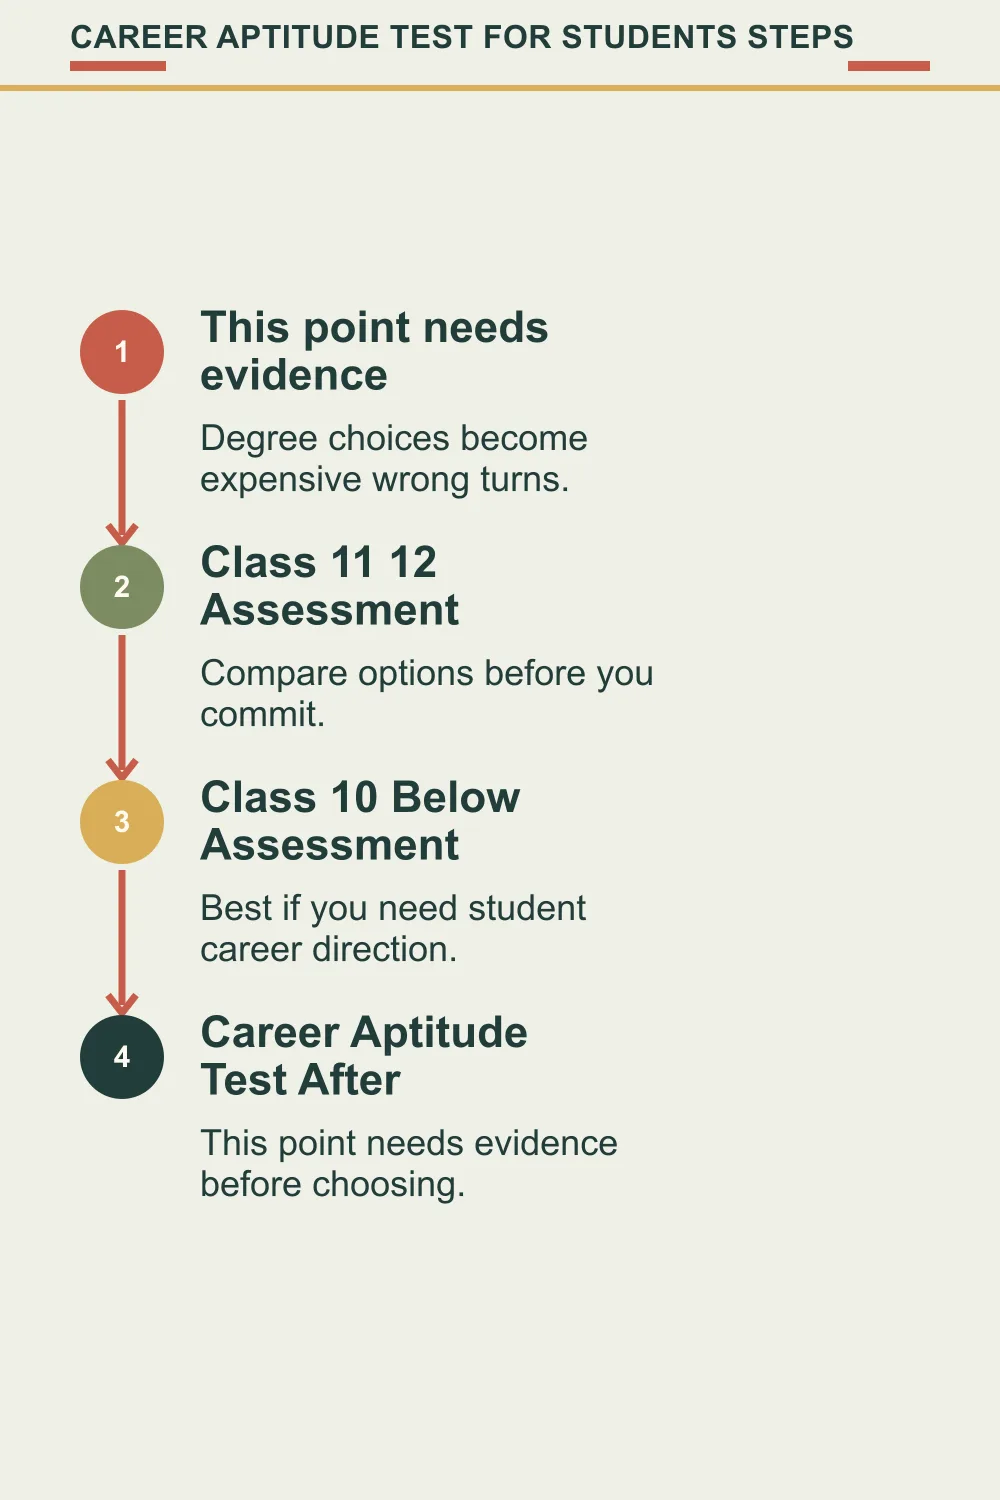 CAREER APTITUDE TEST FOR STUDENTS STEPS
1
This point needs
evidence
Degree choices become
expensive wrong turns.
2
Class 11 12
Assessment
Compare options before you
commit.
3
Class 10 Below
Assessment
Best if you need student
career direction.
4
Career Aptitude
Test After
This point needs evidence
before choosing.